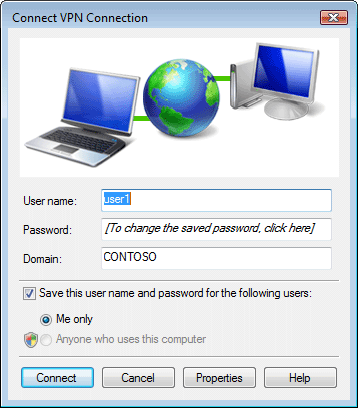 Connect VPN Connection
User name: user1
Password: [To change the saved password, click here]
Domain: CONTOSO
Save this user name and password for the following users:
Me only
Anyone who uses this computer
Connect Cancel Properties Help